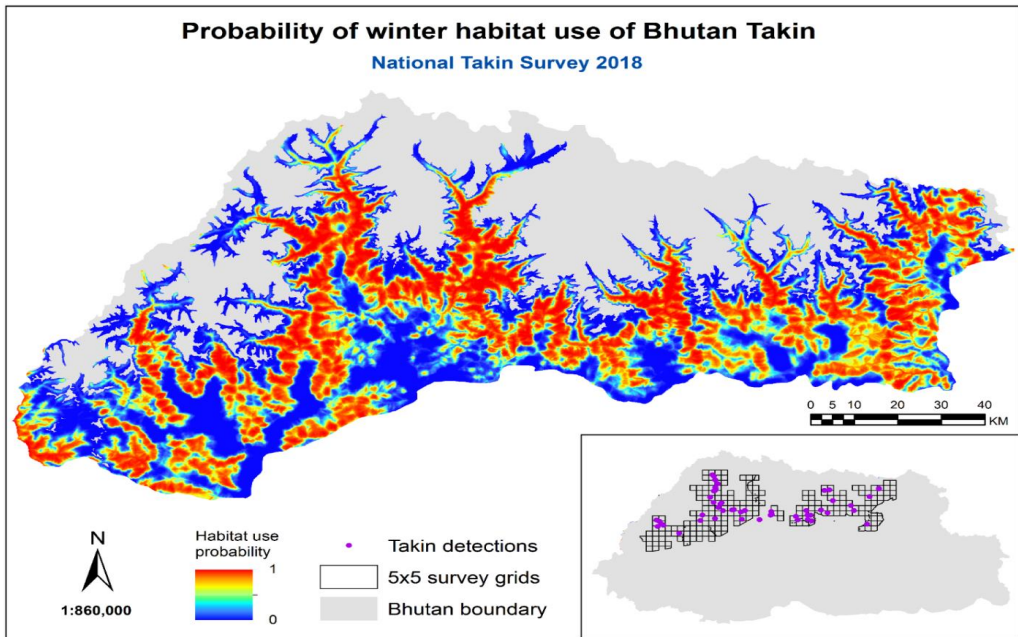 Probability of winter habitat use of Bhutan Takin
National Takin Survey 2018
0 5 10 20 30 40
KM
N
1:860,000
Habitat use
probability
1
0
Takin detections
5x5 survey grids
Bhutan boundary